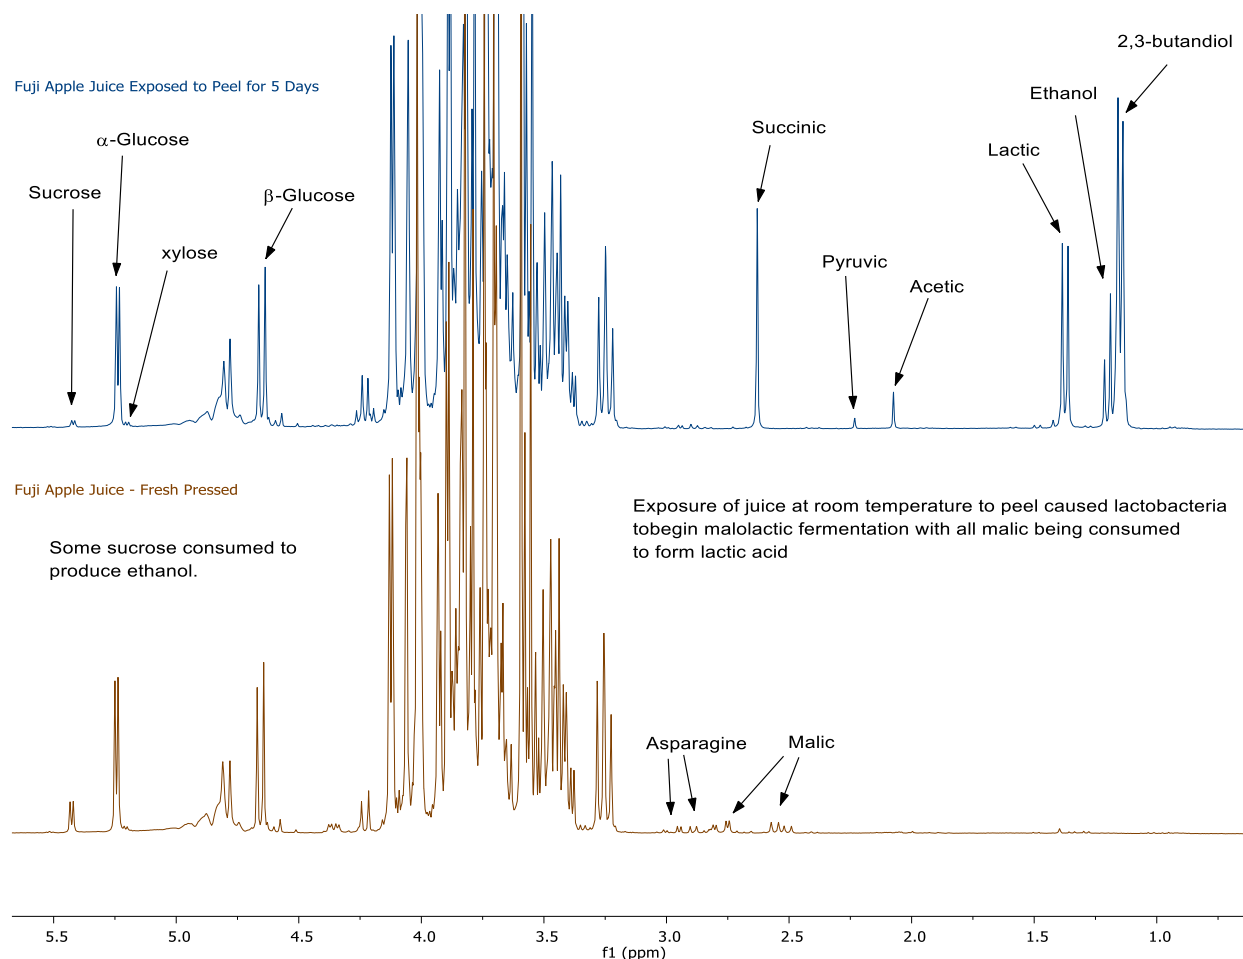 2,3-butandiol
Fuji Apple Juice Exposed to Peel for 5 Days
Ethanol
α-Glucose
Succinic
Lactic
Sucrose
β-Glucose
xylose
Pyruvic
Acetic
Fuji Apple Juice - Fresh Pressed
Exposure of juice at room temperature to peel caused lactobacteria
tobegin malolactic fermentation with all malic being consumed
to form lactic acid
Some sucrose consumed to
produce ethanol.
Asparagine
Malic
5.5 5.0 4.5 4.0 3.5 3.0 2.5 2.0 1.5 1.0
f1 (ppm)